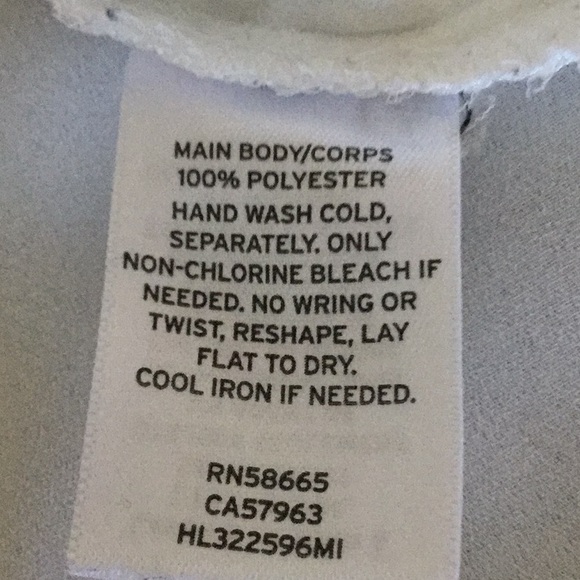 MAIN BODY/CORPS
100% POLYESTER
HAND WASH COLD,
SEPARATELY. ONLY
NON-CHLORINE BLEACH IF
NEEDED. NO WRING OR
TWIST, RESHAPE, LAY
FLAT TO DRY.
COOL IRON IF NEEDED.
RN58665
CA57963
HL322596MI